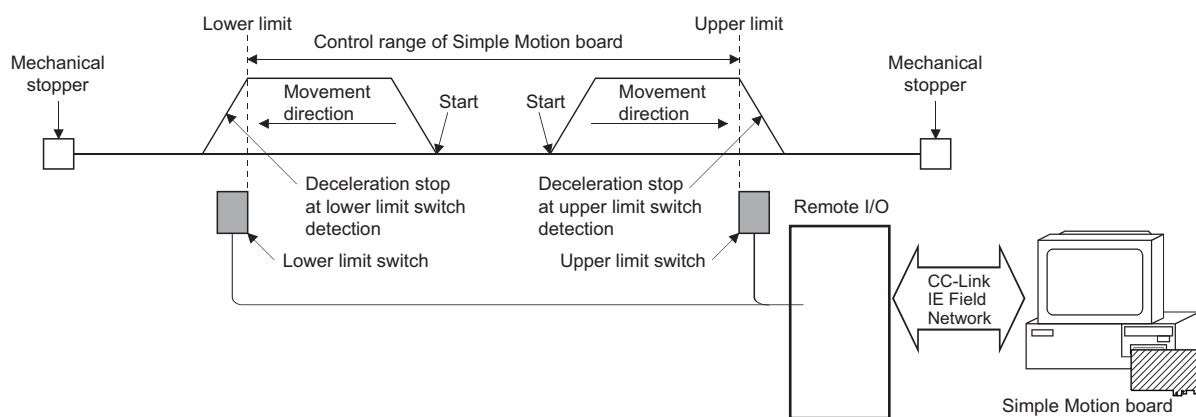 Lower limit
Upper limit
Control range of Simple Motion board
Mechanical
stopper
Mechanical
stopper
Movement
direction
Start
Start
Movement
direction
Deceleration stop
at lower limit switch
detection
Deceleration stop
at upper limit switch
detection
Remote I/O
Lower limit switch
Upper limit switch
CC-Link
IE Field
Network
Simple Motion board